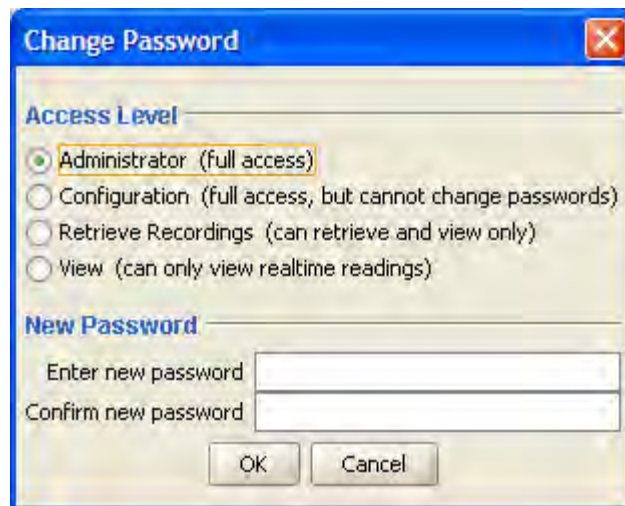 Change Password
Access Level
Administrator (full access)
Configuration (full access, but cannot change passwords)
Retrieve Recordings (can retrieve and view only)
View (can only view realtime readings)
New Password
Enter new password
Confirm new password
OK Cancel